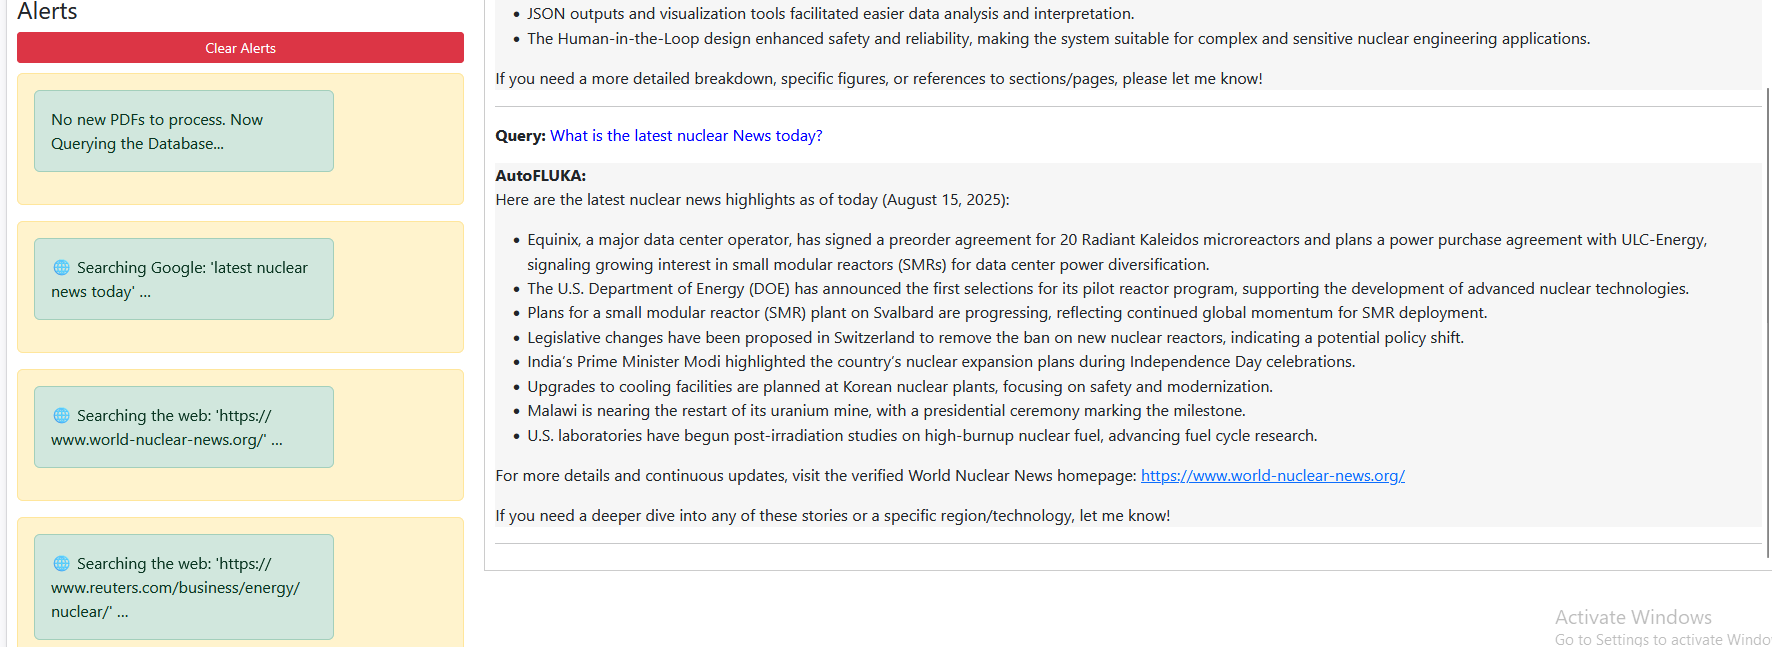 Alerts
Clear Alerts
No new PDFs to process. Now
Querying the Database...
🌐 Searching Google: 'latest nuclear
news today' ...
🌐 Searching the web: 'https://
www.world-nuclear-news.org/' ...
🌐 Searching the web: 'https://
www.reuters.com/business/energy/
nuclear/' ...
• JSON outputs and visualization tools facilitated easier data analysis and interpretation.
• The Human-in-the-Loop design enhanced safety and reliability, making the system suitable for complex and sensitive nuclear engineering applications.
If you need a more detailed breakdown, specific figures, or references to sections/pages, please let me know!
Query: What is the latest nuclear News today?
AutoFLUKA:
Here are the latest nuclear news highlights as of today (August 15, 2025):
• Equinix, a major data center operator, has signed a preorder agreement for 20 Radiant Kaleidos microreactors and plans a power purchase agreement with ULC-Energy,
signaling growing interest in small modular reactors (SMRs) for data center power diversification.
• The U.S. Department of Energy (DOE) has announced the first selections for its pilot reactor program, supporting the development of advanced nuclear technologies.
• Plans for a small modular reactor (SMR) plant on Svalbard are progressing, reflecting continued global momentum for SMR deployment.
• Legislative changes have been proposed in Switzerland to remove the ban on new nuclear reactors, indicating a potential policy shift.
• India's Prime Minister Modi highlighted the country's nuclear expansion plans during Independence Day celebrations.
• Upgrades to cooling facilities are planned at Korean nuclear plants, focusing on safety and modernization.
• Malawi is nearing the restart of its uranium mine, with a presidential ceremony marking the milestone.
• U.S. laboratories have begun post-irradiation studies on high-burnup nuclear fuel, advancing fuel cycle research.
For more details and continuous updates, visit the verified World Nuclear News homepage: https://www.world-nuclear-news.org/
If you need a deeper dive into any of these stories or a specific region/technology, let me know!
Activate Windows
Go to Settings to activate Windo